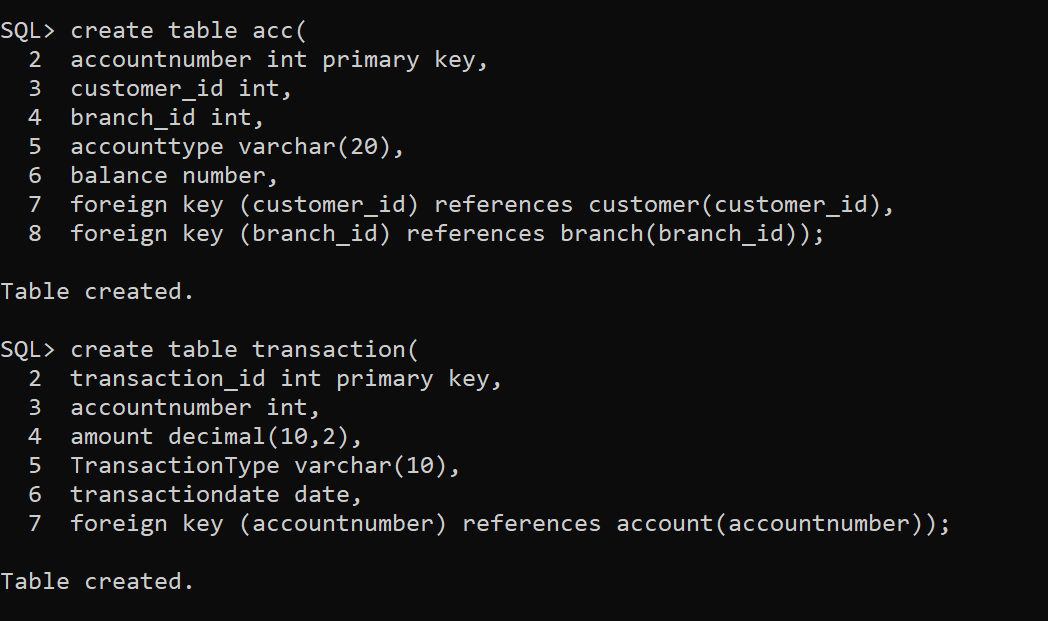 SQL> create table acc(
  2  accountnumber int primary key,
  3  customer_id int,
  4  branch_id int,
  5  accounttype varchar(20),
  6  balance number,
  7  foreign key (customer_id) references customer(customer_id),
  8  foreign key (branch_id) references branch(branch_id));
Table created.
SQL> create table transaction(
  2  transaction_id int primary key,
  3  accountnumber int,
  4  amount decimal(10,2),
  5  TransactionType varchar(10),
  6  transactiondate date,
  7  foreign key (accountnumber) references account(accountnumber));
Table created.